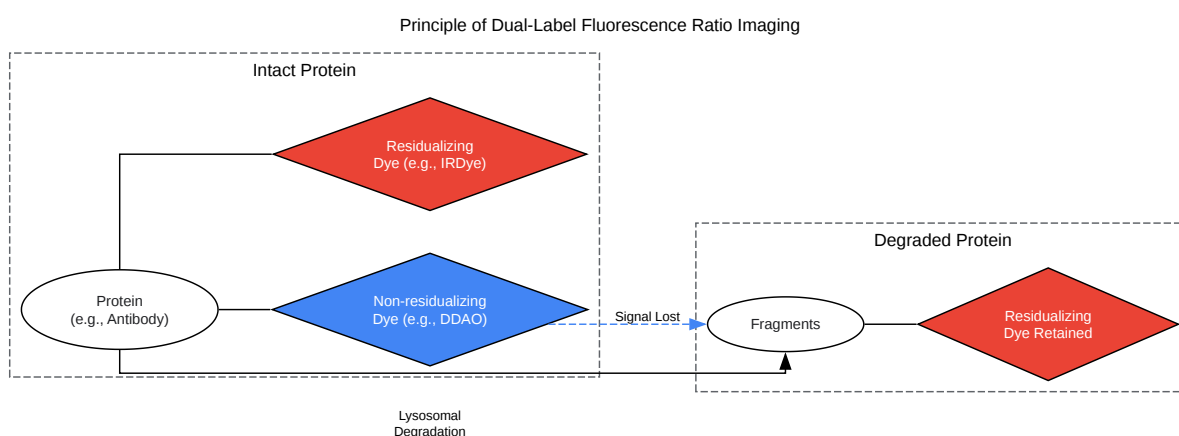 Principle of Dual-Label Fluorescence Ratio Imaging
Intact Protein
Residualizing
Dye (e.g., IRDye)
Protein
(e.g., Antibody)
Non-residualizing
Dye (e.g., DDAO)
Signal Lost
Degraded Protein
Fragments
Residualizing
Dye Retained
Lysosomal
Degradation